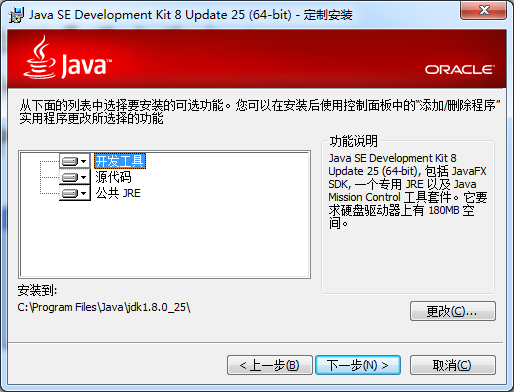 Java SE Development Kit 8 Update 25 (64-bit) - 定制安装
Java™
ORACLE
从下面的列表中选择要安装的可选功能。您可以在安装后使用控制面板中的“添加/删除程序”
实用程序更改所选择的功能
开发工具
源代码
公共 JRE
功能说明
Java SE Development Kit 8
Update 25 (64-bit), 包括 JavaFX
SDK, 一个专用 JRE 以及 Java
Mission Control 工具套件。它要
求硬盘驱动器上有 180MB 空
间。
安装到:
C:\Program Files\Java\jdk1.8.0_25\
更改(C)...
< 上一步(B)
下一步(N) >
取消(C)